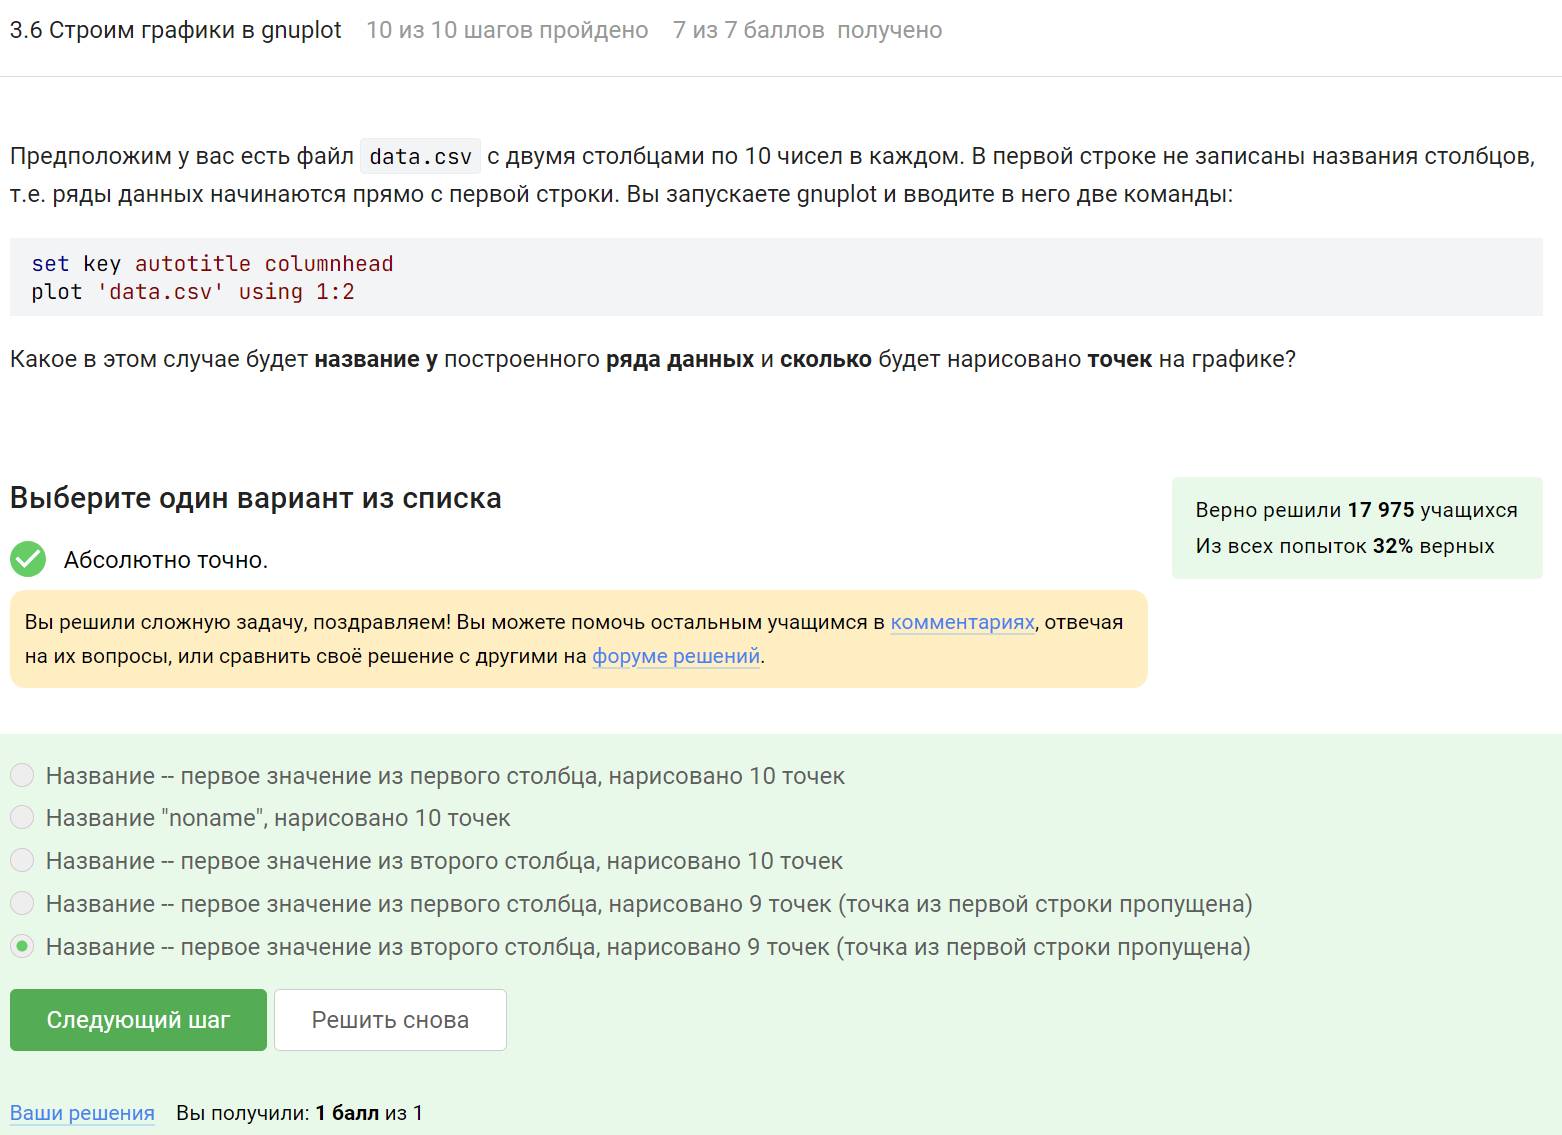 3.6 Строим графики в gnuplot 10 из 10 шагов пройдено 7 из 7 баллов получено
Предположим у вас есть файл data.csv с двумя столбцами по 10 чисел в каждом. В первой строке не записаны названия столбцов,
т.е. ряды данных начинаются прямо с первой строки. Вы запускаете gnuplot и вводите в него две команды:
set key autotitle columnhead
plot 'data.csv' using 1:2
Какое в этом случае будет название у построенного ряда данных и сколько будет нарисовано точек на графике?
Выберите один вариант из списка
Верно решили 17 975 учащихся
Из всех попыток 32% верных
Абсолютно точно.
Вы решили сложную задачу, поздравляем! Вы можете помочь остальным учащимся в комментариях, отвечая
на их вопросы, или сравнить своё решение с другими на форуме решений.
Название -- первое значение из первого столбца, нарисовано 10 точек
Название "noname", нарисовано 10 точек
Название -- первое значение из второго столбца, нарисовано 10 точек
Название -- первое значение из первого столбца, нарисовано 9 точек (точка из первой строки пропущена)
Название -- первое значение из второго столбца, нарисовано 9 точек (точка из первой строки пропущена)
Следующий шаг Решить снова
Ваши решения Вы получили: 1 балл из 1